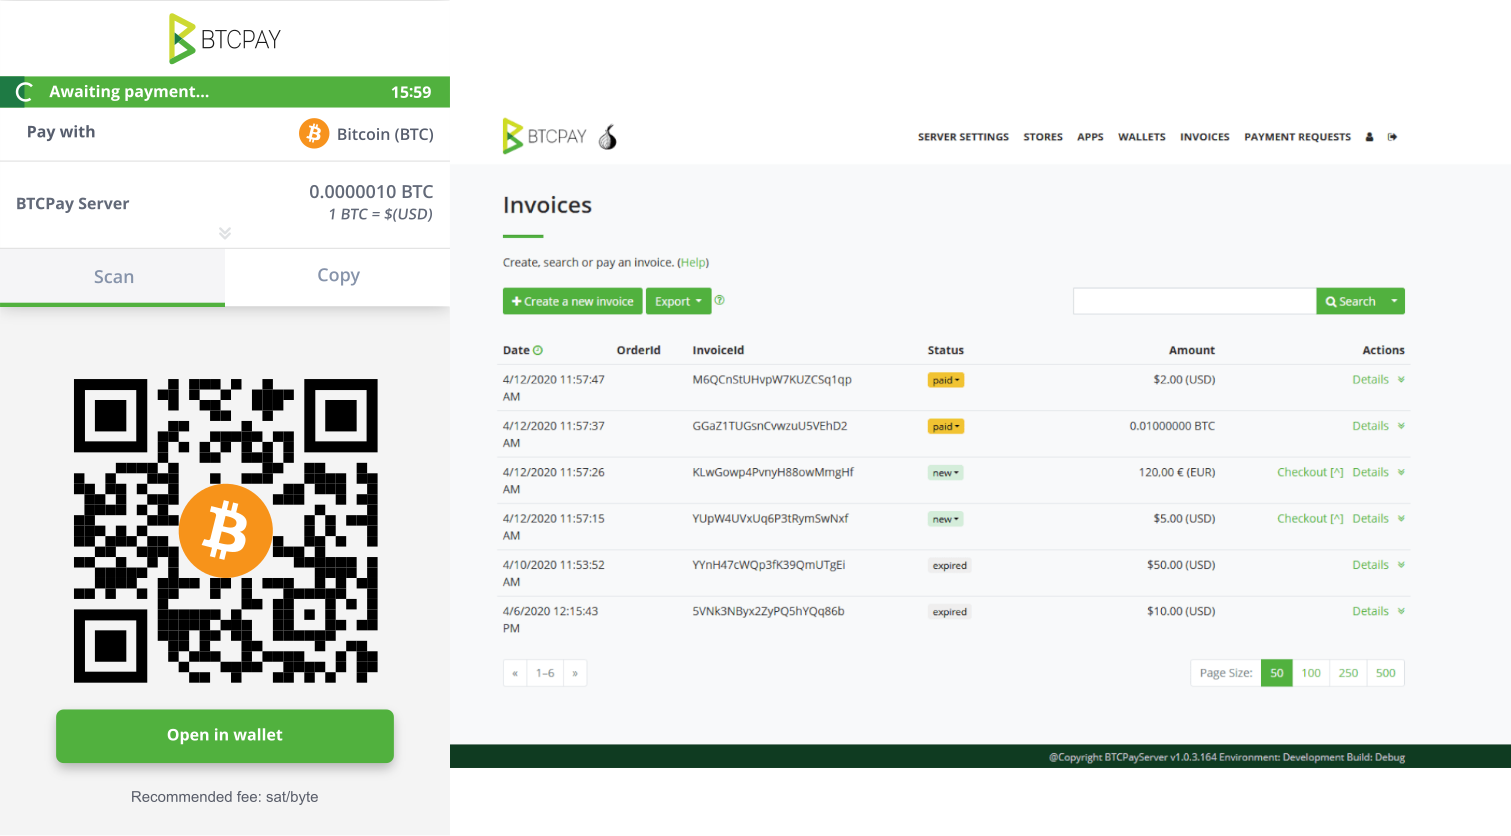 BTCPAY
Awaiting payment... 15:59
Pay with Bitcoin (BTC)
BTCPay Server 0.0000010 BTC
1 BTC = $(USD)
Scan Copy
Open in wallet
Recommended fee: sat/byte
BTCPAY
SERVER SETTINGS STORES APPS WALLETS INVOICES PAYMENT REQUESTS
Invoices
Create, search or pay an invoice. (Help)
Create a new invoice Export Search
Date OrderId InvoiceId Status Amount Actions
4/12/2020 11:57:47 M6QCnStUHvpW7KUZCSq1qp paid $2.00 (USD) Details
AM
4/12/2020 11:57:37 GGaZ1TUGsnCvwzuU5VEhD2 paid 0.01000000 BTC Details
AM
4/12/2020 11:57:26 KLwGowp4PvnyH88owMmgHf new 120,00 € (EUR) Checkout [^] Details
AM
4/12/2020 11:57:15 YUpW4UVxUq6P3tRymSwNxf new $5.00 (USD) Checkout [^] Details
AM
4/10/2020 11:53:52 YYnH47cWQp3fK39QmUTgEi expired $50.00 (USD) Details
AM
4/6/2020 12:15:43 5VNk3NByx2ZyPQ5hYQq86b expired $10.00 (USD) Details
PM
« 1–6 » Page Size: 50 100 250 500
@Copyright BTCPayServer v1.0.3.164 Environment: Development Build: Debug